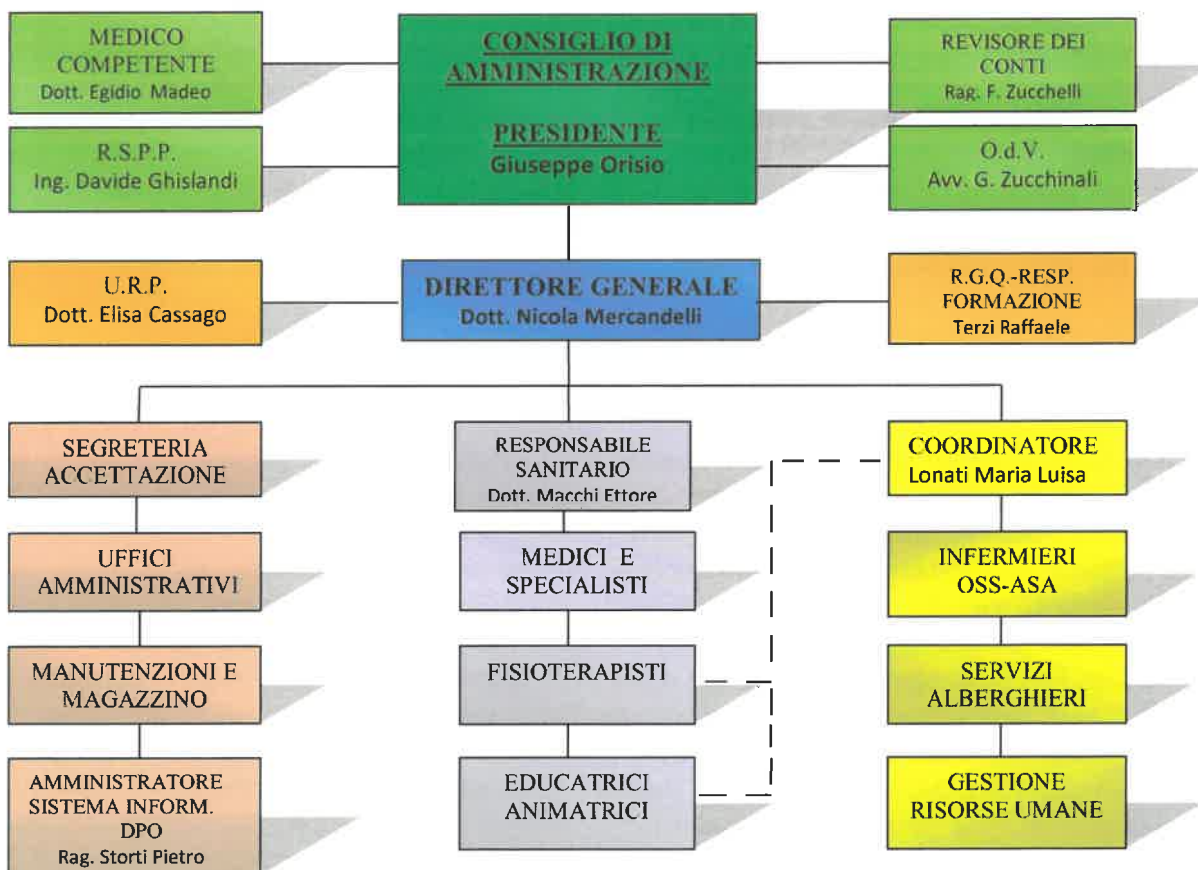 MEDICO
COMPETENTE
Dott. Egidio Madeo
CONSIGLIO DI
AMMINISTRAZIONE
PRESIDENTE
Giuseppe Orisio
REVISORE DEI
CONTI
Rag. F. Zucchelli
R.S.P.P.
Ing. Davide Ghislandi
O.d.V.
Avv. G. Zucchinali
U.R.P.
Dott. Elisa Cassago
DIRETTORE GENERALE
Dott. Nicola Mercandelli
R.G.Q.-RESP.
FORMAZIONE
Terzi Raffaele
SEGRETERIA
ACCETTAZIONE
RESPONSABILE
SANITARIO
Dott. Macchi Ettore
COORDINATORE
Lonati Maria Luisa
UFFICI
AMMINISTRATIVI
MEDICI E
SPECIALISTI
INFERMIERI
OSS-ASA
MANUTENZIONI E
MAGAZZINO
FISIOTERAPISTI
SERVIZI
ALBERGHIERI
AMMINISTRATORE
SISTEMA INFORM.
DPO
Rag. Storti Pietro
EDUCATRICI
ANIMATRICI
GESTIONE
RISORSE UMANE